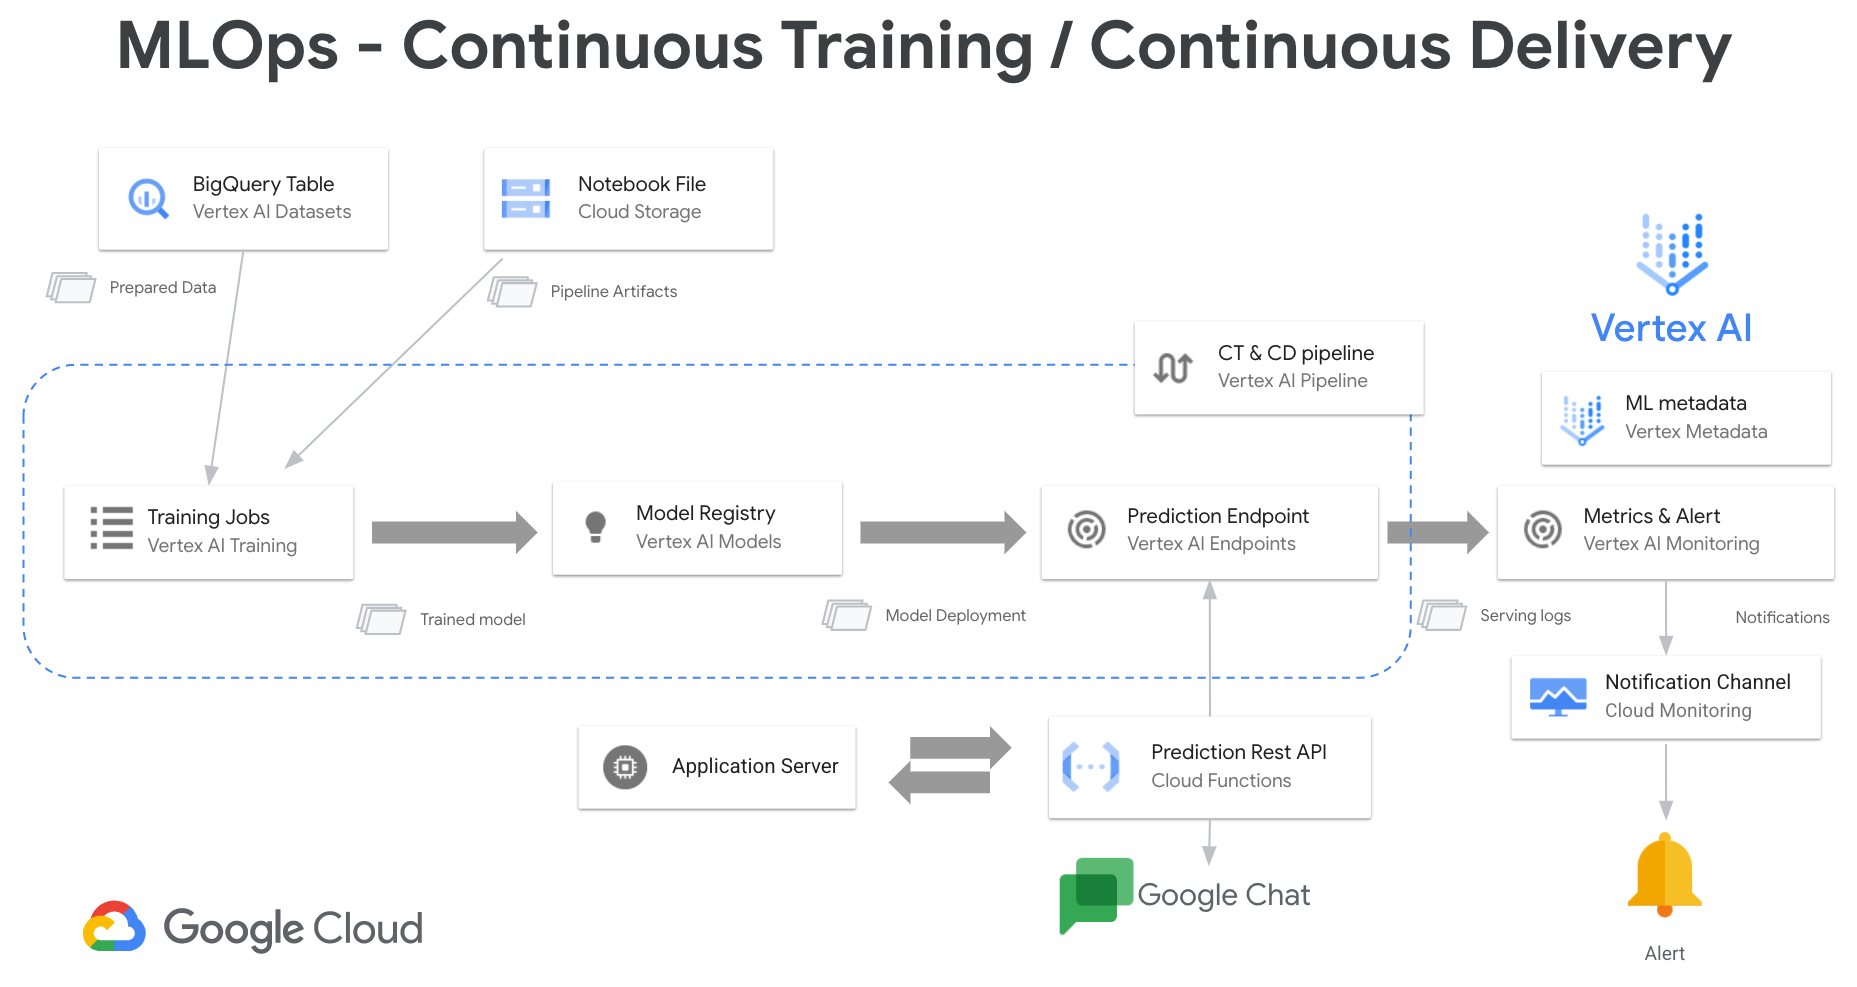 MLOps - Continuous Training / Continuous Delivery
BigQuery Table
Vertex AI Datasets
Notebook File
Cloud Storage
Prepared Data
Pipeline Artifacts
Vertex AI
CT & CD pipeline
Vertex AI Pipeline
ML metadata
Vertex Metadata
Training Jobs
Vertex AI Training
Model Registry
Vertex AI Models
Prediction Endpoint
Vertex AI Endpoints
Metrics & Alert
Vertex AI Monitoring
Trained model
Model Deployment
Serving logs
Notifications
Notification Channel
Cloud Monitoring
Application Server
Prediction Rest API
Cloud Functions
Google Chat
Google Cloud
Alert